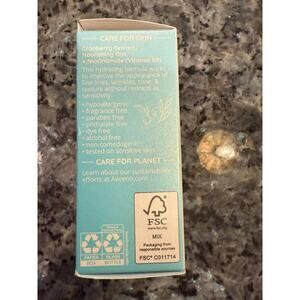 CARE FOR SKIN
Cranberry Extract,
Nourishing Oat
+ Niacinamide (Vitamin B3)
This hydrating formula works
to improve the appearance of
fine lines, wrinkles, tone, &
texture without redness or
sensitivity.
• hypoallergenic
• fragrance free
• paraben free
• phthalate free
• dye free
• alcohol free
• non-comedogenic
• tested on sensitive skin
CARE FOR PLANET
Learn about our sustainability
efforts at Aveeno.com
PAPER
BOX
GLASS
BOTTLE
FSC
www.fsc.org
MIX
Packaging from
responsible sources
FSC® C011714